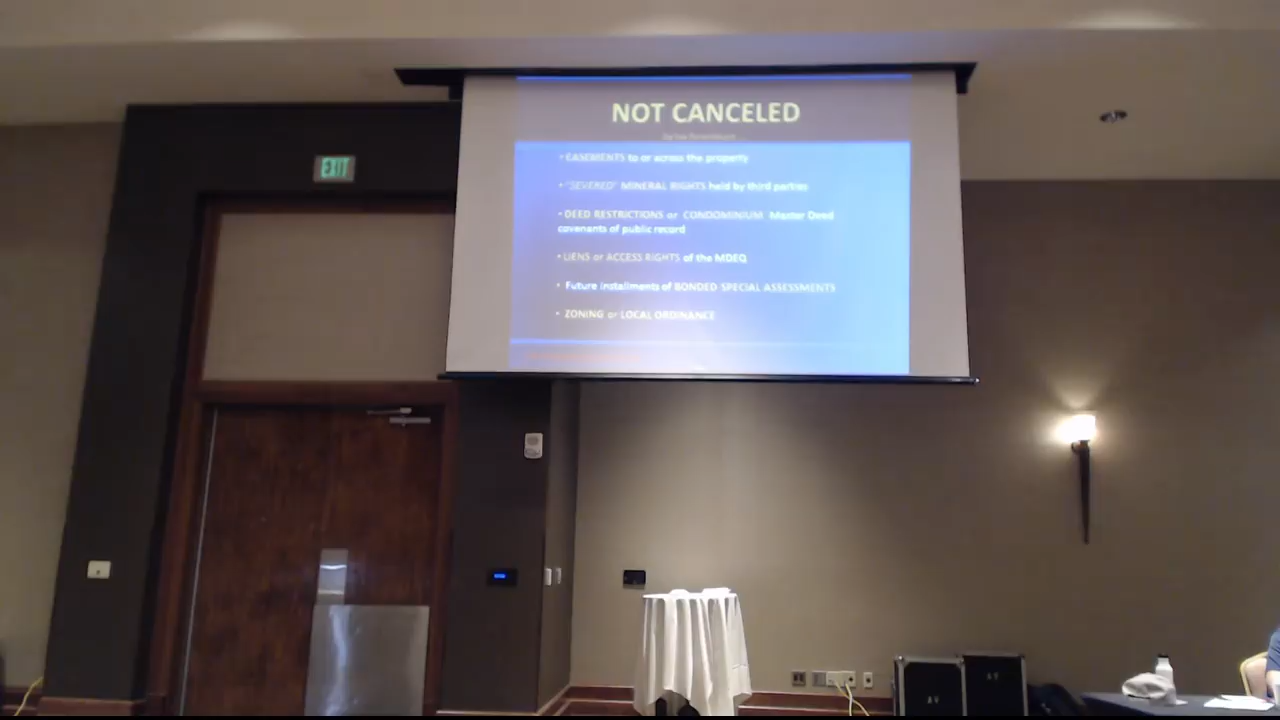 NOT CANCELED
EXIT
• EASEMENTS to or across the property
• "SEVERED" MINERAL RIGHTS held by third parties
• DEED RESTRICTIONS or CONDOMINIUM Master Deed
covenants of public record
• LIENS or ACCESS RIGHTS of the MDEQ
• Future installments of BONDED SPECIAL ASSESSMENTS
• ZONING or LOCAL ORDINANCE